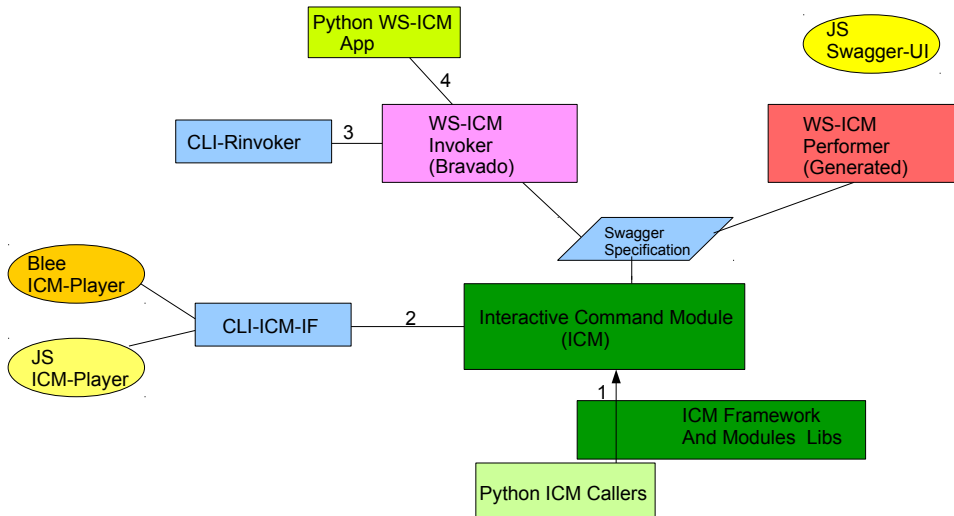 Python WS-ICM
App
JS
Swagger-UI
4
CLI-Rinvoker
3
WS-ICM
Invoker
(Bravado)
WS-ICM
Performer
(Generated)
Swagger
Specification
Blee
ICM-Player
CLI-ICM-IF
2
Interactive Command Module
(ICM)
JS
ICM-Player
1
ICM Framework
And Modules Libs
Python ICM Callers